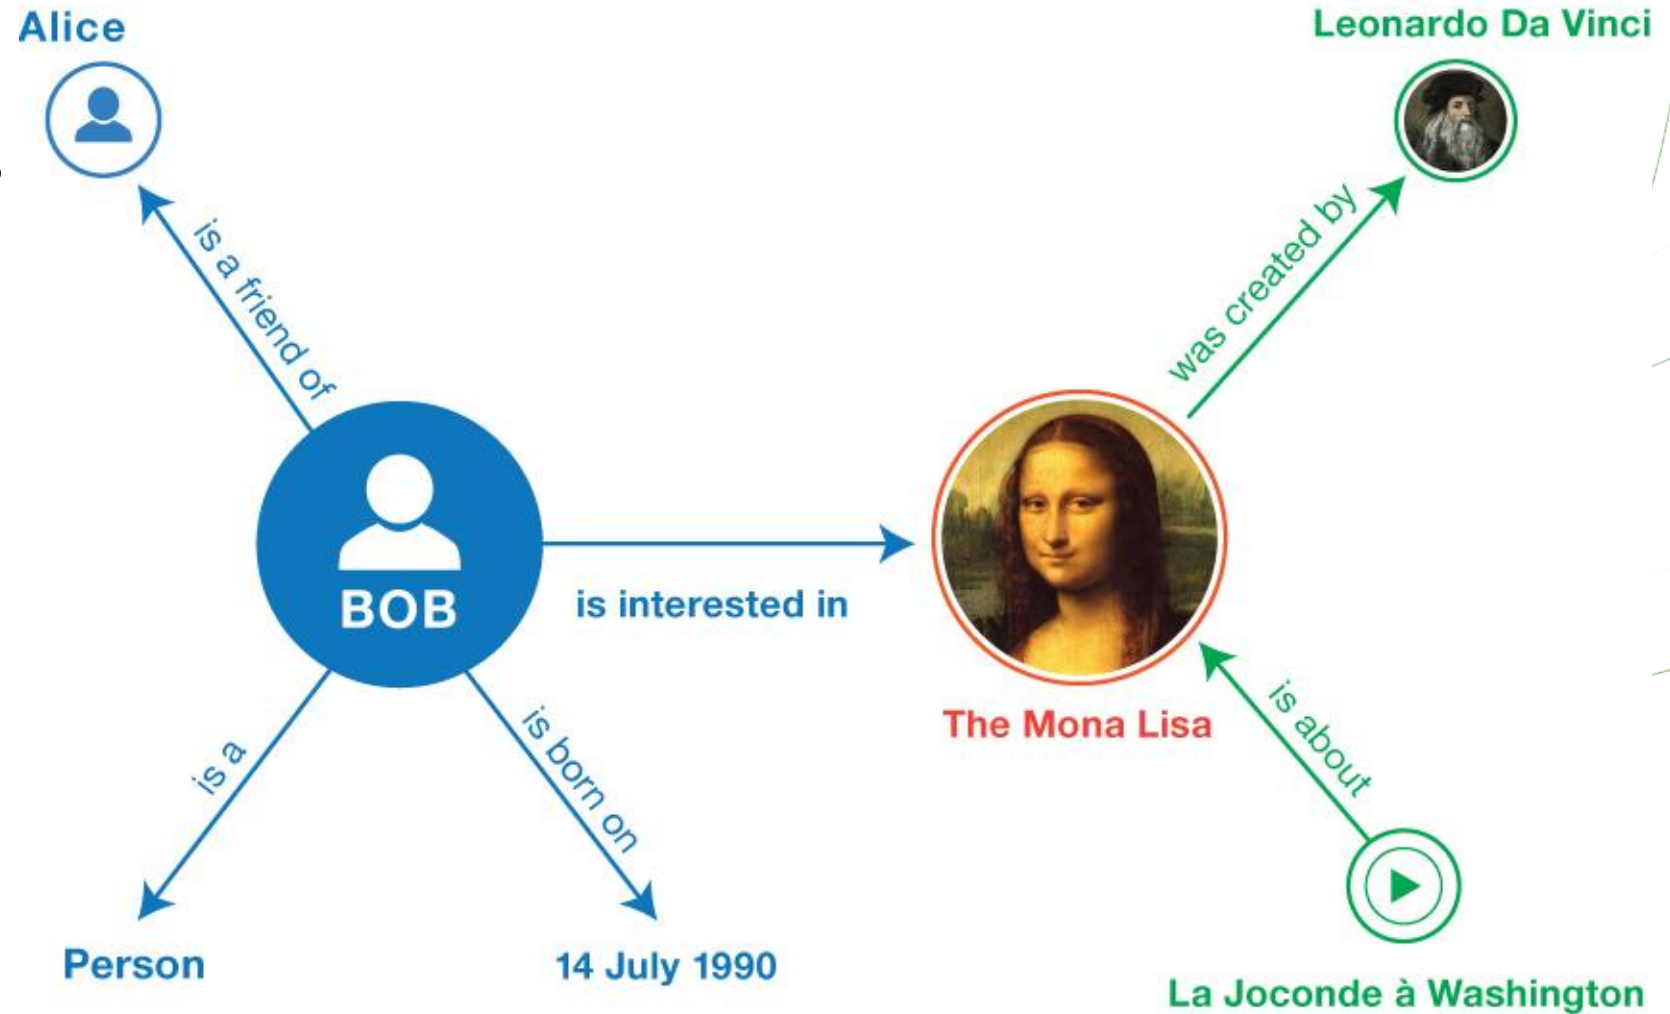 Alice
Leonardo Da Vinci
is a friend of
was created by
BOB
is interested in
The Mona Lisa
is a
is born on
is about
Person
14 July 1990
La Joconde à Washington